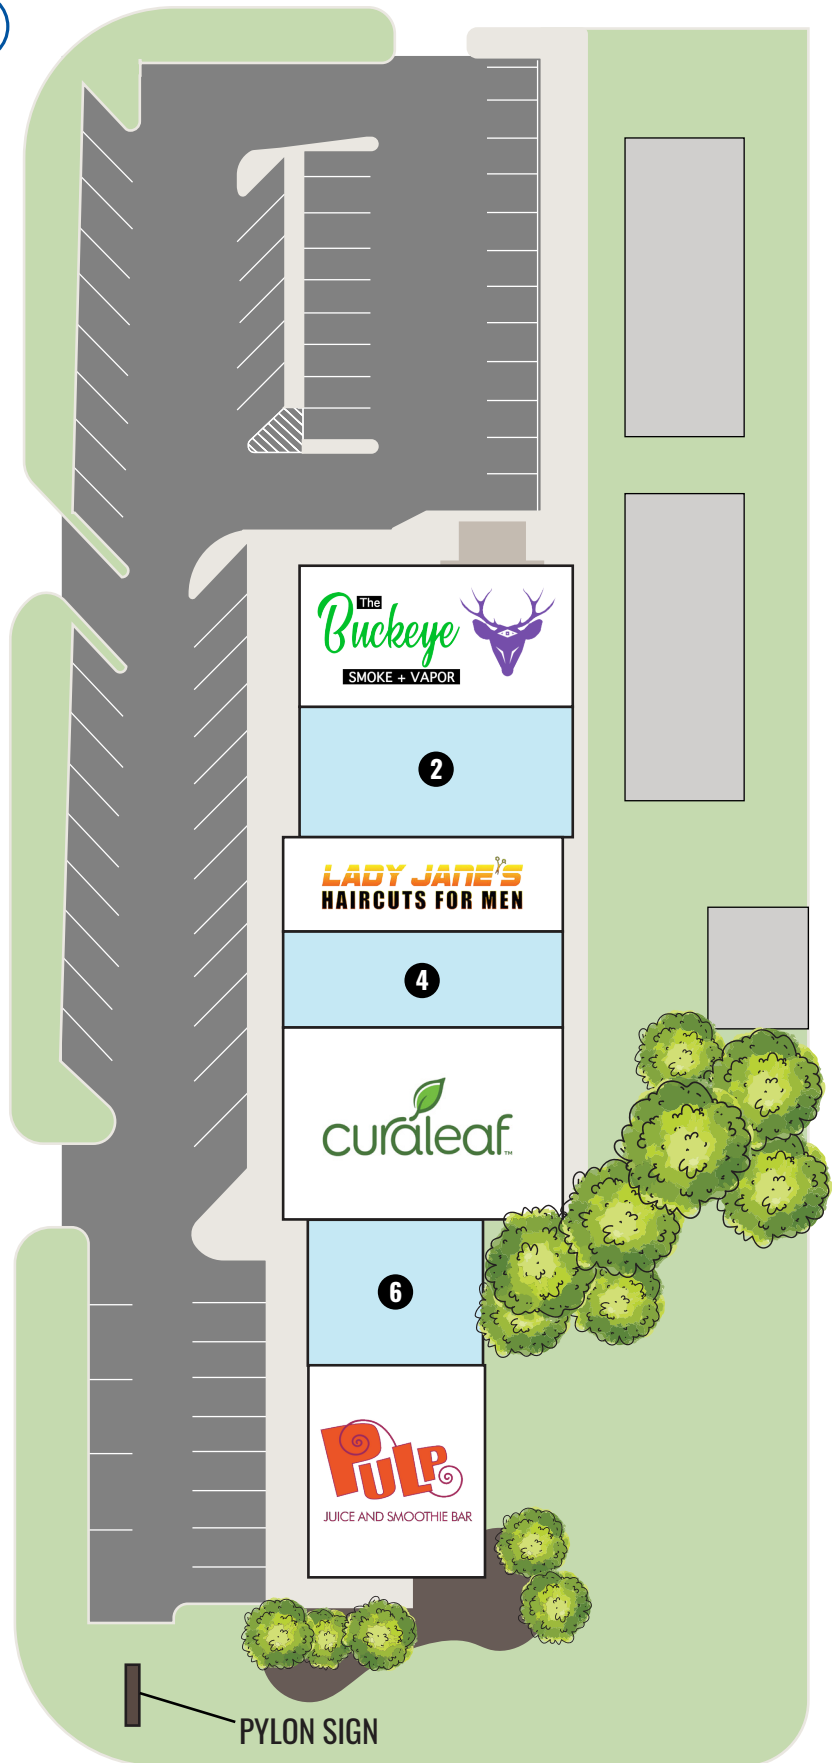 The
Buckeye
SMOKE + VAPOR
2
LADY JANE'S
HAIRCUTS FOR MEN
4
curaleaf™
6
PULP
JUICE AND SMOOTHIE BAR
PYLON SIGN